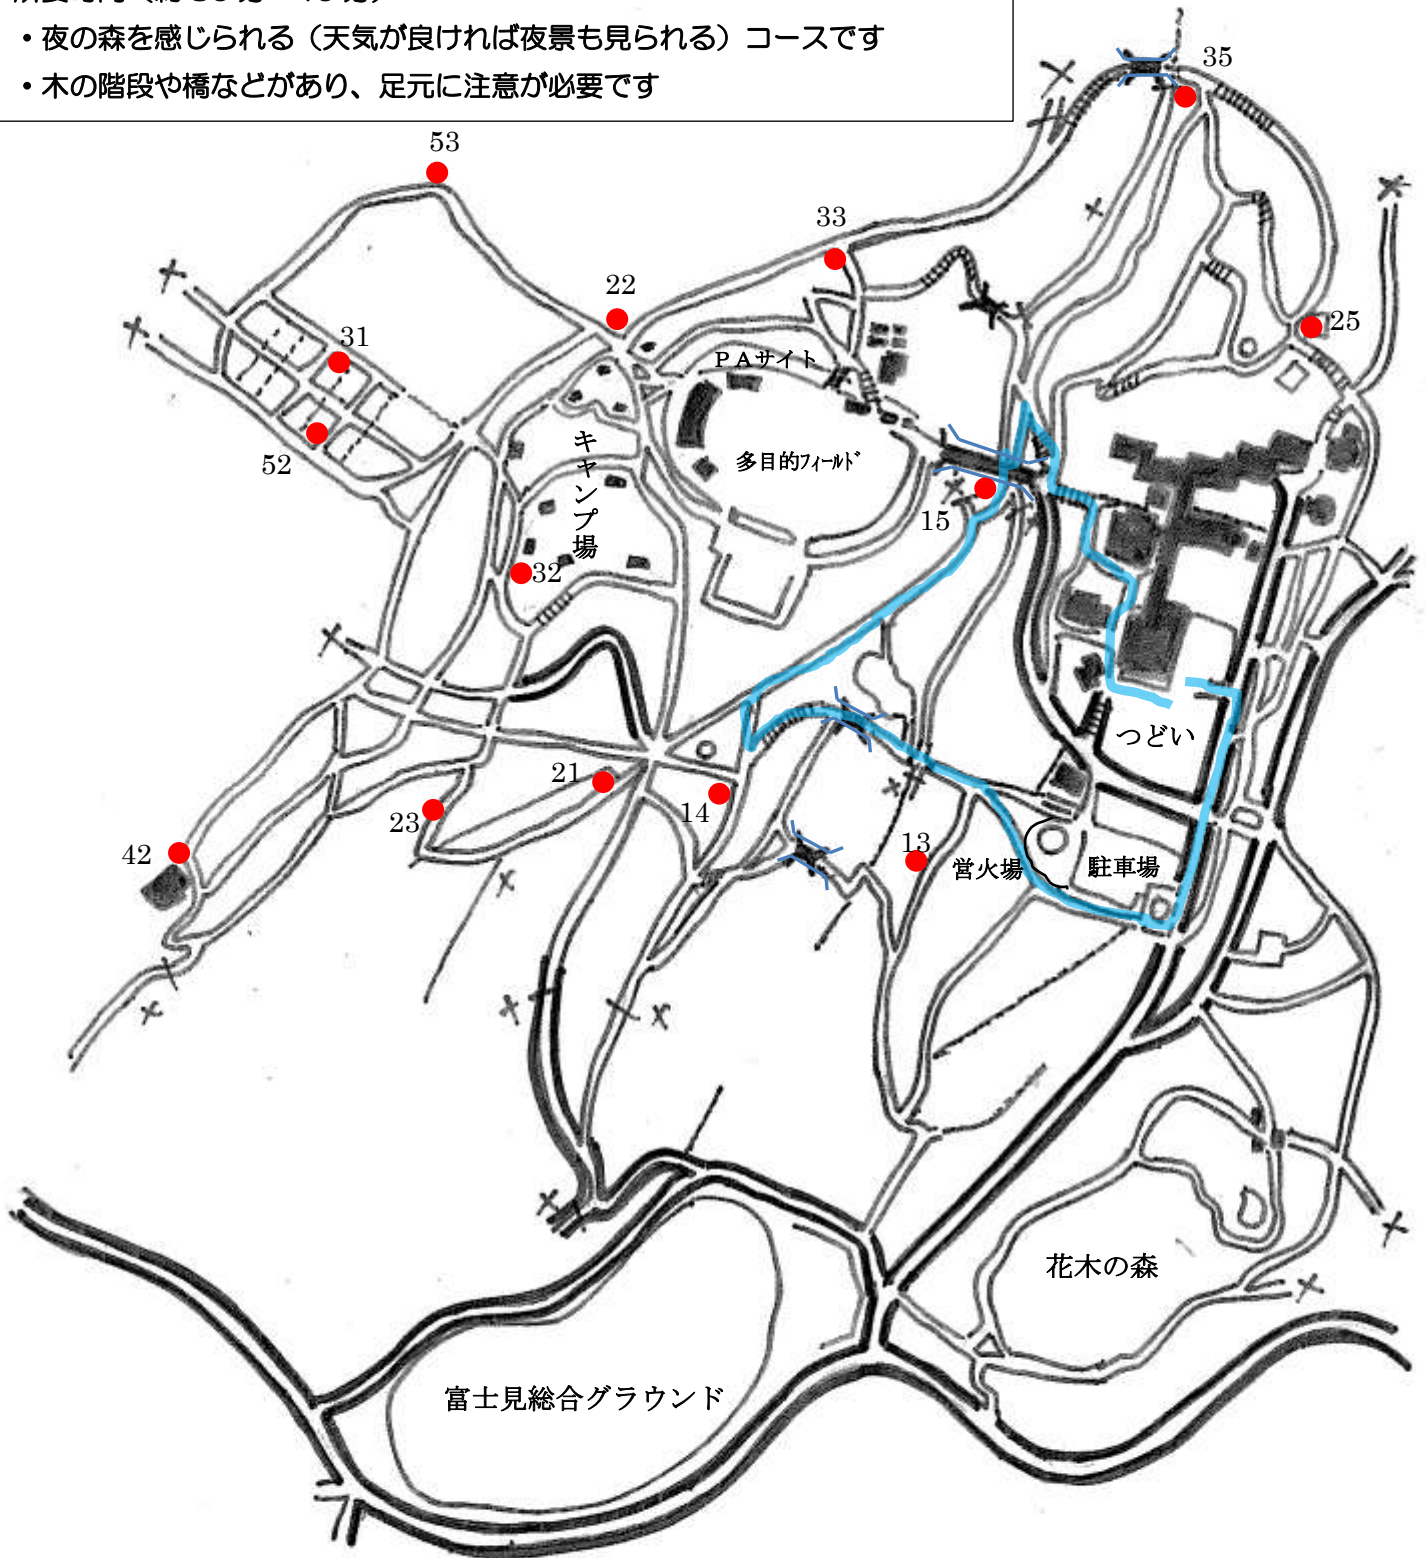 ・夜の森を感じられる（天気が良ければ夜景も見られる）コースです
・木の階段や橋などがあり、足元に注意が必要です
35
53
33
22
25
31
ＰＡサイト
52
キャンプ場
多目的ﾌｨｰﾙﾄﾞ
15
32
つどい
21
14
23
42
13
営火場
駐車場
花木の森
富士見総合グラウンド